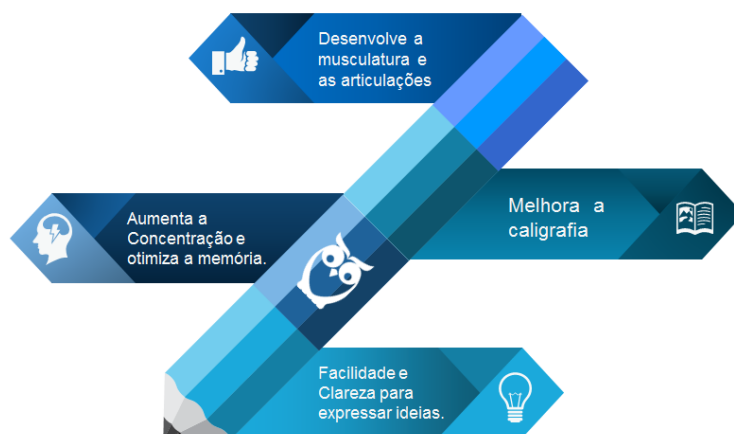 Desenvolve a
musculatura e
as articulações
Aumenta a
Concentração e
otimiza a memória.
Melhora a
caligrafia
Facilidade e
Clareza para
expressar ideias.